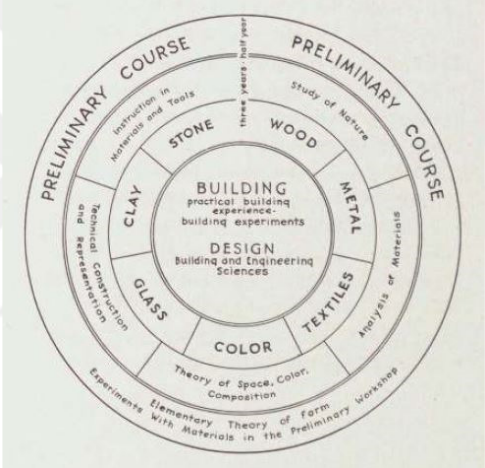 PRELIMINARY COURSE
PRELIMINARY COURSE
three years · half year
Instruction in
Materials and Tools
Study of Nature
STONE
WOOD
CLAY
METAL
BUILDING
practical building
experience-
building experiments
DESIGN
Building and Engineering
Sciences
Technical Construction
and Representation
Analysis of Materials
GLASS
TEXTILES
COLOR
Theory of Space, Color,
Composition
Elementary Theory of Form
Experiments With Materials in the Preliminary Workshop